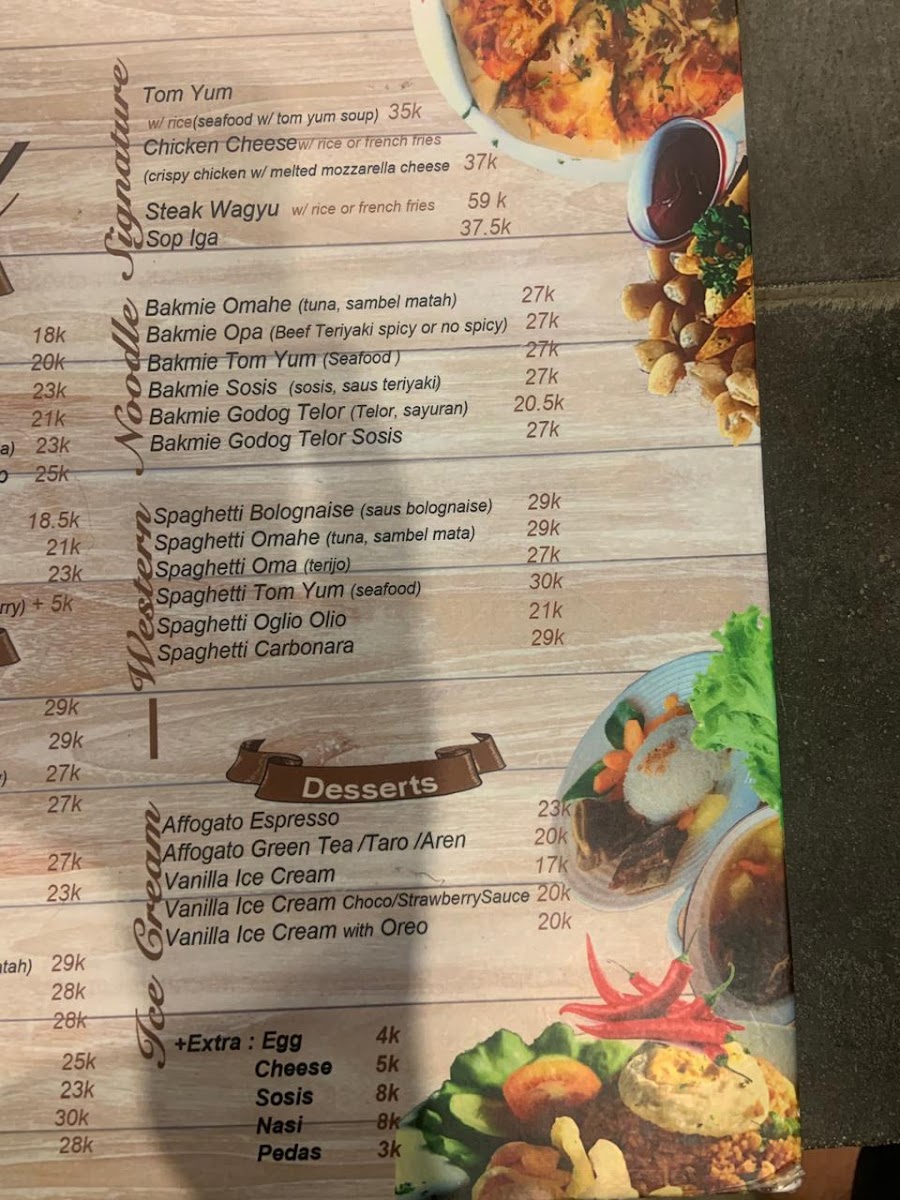 Signature
Tom Yum
w/ rice(seafood w/ tom yum soup) 35k
Chicken Cheese w/ rice or french fries
(crispy chicken w/ melted mozzarella cheese 37k
Steak Wagyu w/ rice or french fries 59 k
Sop Iga 37.5k
Noodle
Bakmie Omahe (tuna, sambel matah) 27k
Bakmie Opa (Beef Teriyaki spicy or no spicy) 27k
Bakmie Tom Yum (Seafood ) 27k
Bakmie Sosis (sosis, saus teriyaki) 27k
Bakmie Godog Telor (Telor, sayuran) 20.5k
Bakmie Godog Telor Sosis 27k
Western
Spaghetti Bolognaise (saus bolognaise) 29k
Spaghetti Omahe (tuna, sambel mata) 29k
Spaghetti Oma (terijo) 27k
Spaghetti Tom Yum (seafood) 30k
Spaghetti Oglio Olio 21k
Spaghetti Carbonara 29k
Desserts
Ice Cream
Affogato Espresso 23k
Affogato Green Tea /Taro /Aren 20k
Vanilla Ice Cream 17k
Vanilla Ice Cream Choco/StrawberrySauce 20k
Vanilla Ice Cream with Oreo 20k
+Extra : Egg 4k
Cheese 5k
Sosis 8k
Nasi 8k
Pedas 3k
18k
20k
23k
21k
23k
25k
18.5k
21k
23k
+ 5k
29k
29k
27k
27k
27k
23k
29k
28k
28k
25k
23k
30k
28k